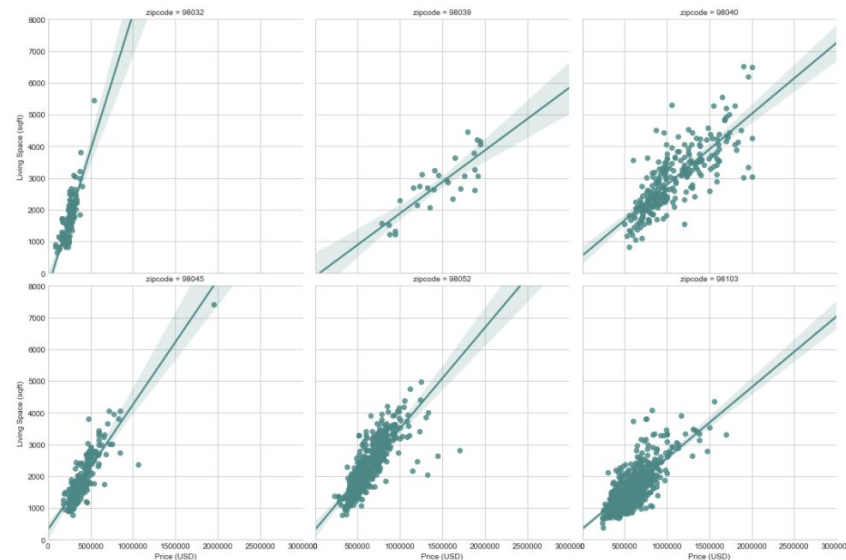 zipcode = 98032
zipcode = 98039
zipcode = 98040
8000
7000
6000
5000
4000
3000
2000
1000
0
Living Space (sqft)
zipcode = 98045
zipcode = 98052
zipcode = 98103
8000
7000
6000
5000
4000
3000
2000
1000
0
Living Space (sqft)
0 500000 1000000 1500000 2000000 2500000
500000 1000000 1500000 2000000 2500000
500000 1000000 1500000 2000000 2500000
Price (USD)
Price (USD)
Price (USD)